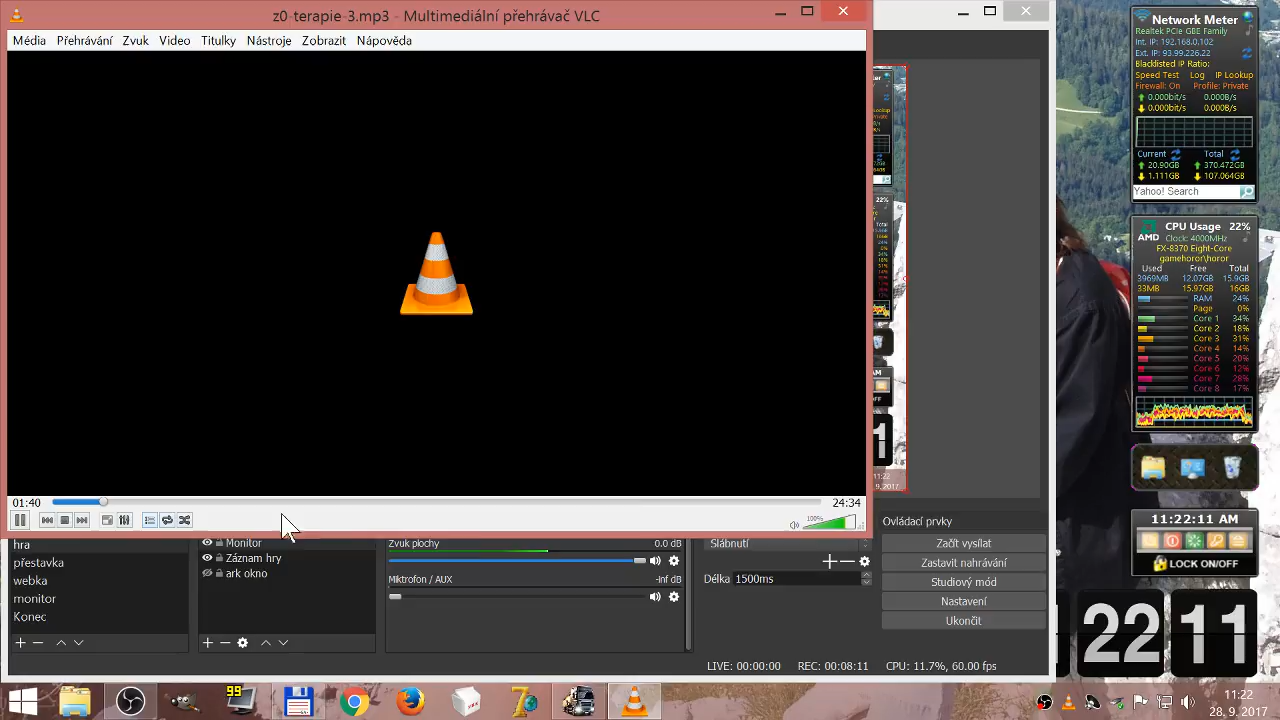 z0-terapie-3.mp3 - Multimediální přehrávač VLC
Média Přehrávání Zvuk Video Titulky Nástroje Zobrazit Nápověda
01:40 24:34
100%
hra
přestavka
webka
monitor
Konec
Monitor
Záznam hry
ark okno
Zvuk plochy 0.0 dB
Mikrofon / AUX -inf dB
Slábnutí
Délka 1500ms
Ovládací prvky
Začít vysílat
Zastavit nahrávání
Studiový mód
Nastavení
Ukončit
LIVE: 00:00:00 REC: 00:08:11 CPU: 11.7%, 60.00 fps
Network Meter
Realtek PCIe GBE Family
Int. IP: 192.168.0.102
Ext. IP: 93.99.226.22
Blacklisted IP Ratio:
Speed Test Log IP Lookup
Firewall: On Profile: Private
0.000bit/s 0.000B/s
0.000bit/s 0.000B/s
Current Total
20.90GB 370.472GB
1.111GB 107.064GB
Yahoo! Search
AMD
CPU Usage 22%
Clock: 4000MHz
FX-8370 Eight-Core
gamehoror\horor
Used Free Total
3969MB 12.07GB 15.9GB
33MB 15.97GB 16GB
RAM 24%
Page 0%
Core 1 34%
Core 2 18%
Core 3 31%
Core 4 14%
Core 5 20%
Core 6 12%
Core 7 28%
Core 8 17%
11:22:11 AM
LOCK ON/OFF
22 11
99
11:22
28. 9. 2017